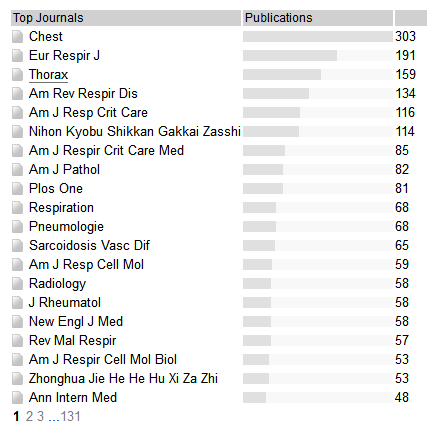 Top Journals Publications
Chest 303
Eur Respir J 191
Thorax 159
Am Rev Respir Dis 134
Am J Resp Crit Care 116
Nihon Kyobu Shikkan Gakkai Zasshi 114
Am J Respir Crit Care Med 85
Am J Pathol 82
Plos One 81
Respiration 68
Pneumologie 68
Sarcoidosis Vasc Dif 65
Am J Resp Cell Mol 59
Radiology 58
J Rheumatol 58
New Engl J Med 58
Rev Mal Respir 57
Am J Respir Cell Mol Biol 53
Zhonghua Jie He He Hu Xi Za Zhi 53
Ann Intern Med 48
1 2 3 ...131